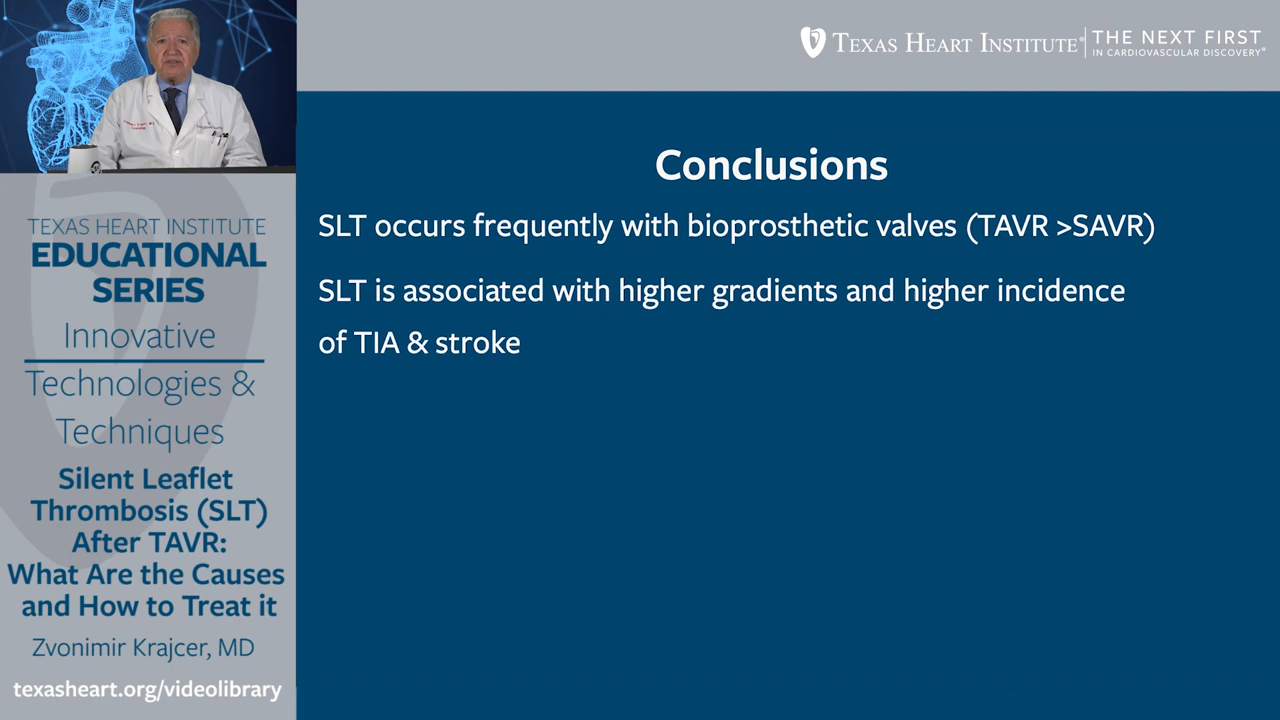 TEXAS HEART INSTITUTE®
THE NEXT FIRST
IN CARDIOVASCULAR DISCOVERY®
Conclusions
SLT occurs frequently with bioprosthetic valves (TAVR >SAVR)
SLT is associated with higher gradients and higher incidence
of TIA & stroke
TEXAS HEART INSTITUTE
EDUCATIONAL
SERIES
Innovative
Technologies &
Techniques
Silent Leaflet
Thrombosis (SLT)
After TAVR:
What Are the Causes
and How to Treat it
Zvonimir Krajcer, MD
texasheart.org/videolibrary